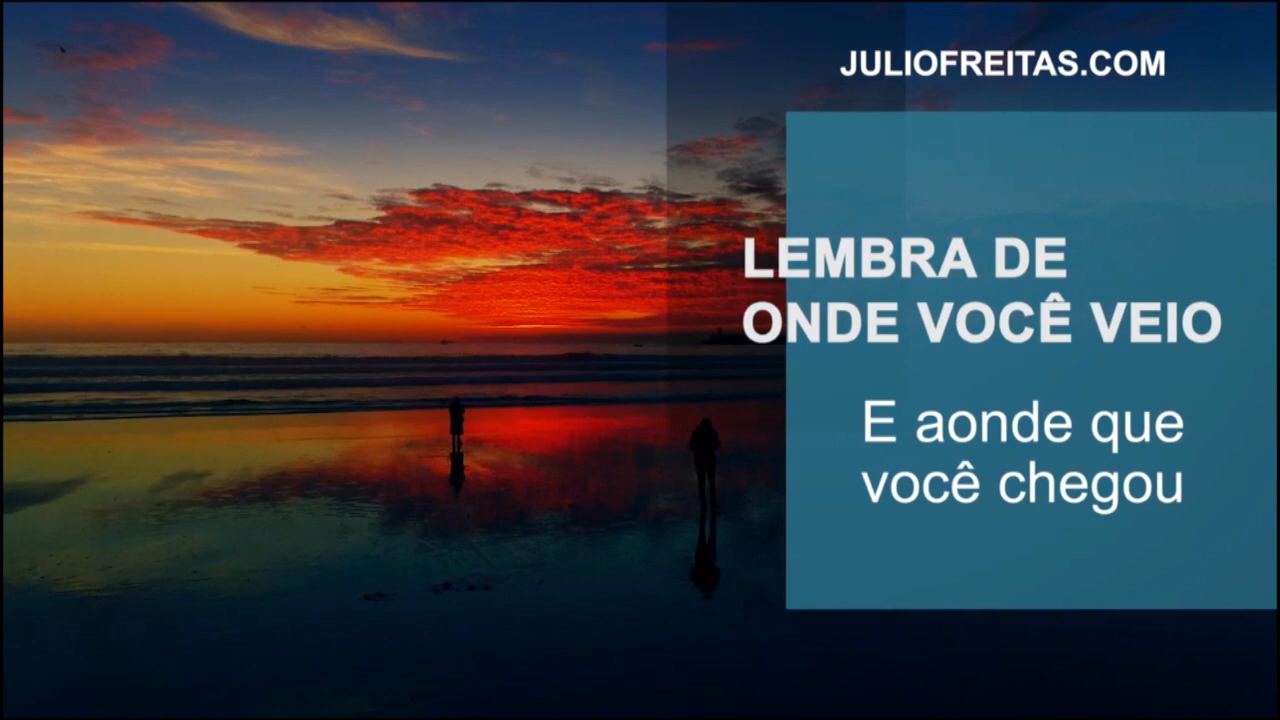 JULIOFREITAS.COM
LEMBRA DE
ONDE VOCÊ VEIO
E aonde que
você chegou